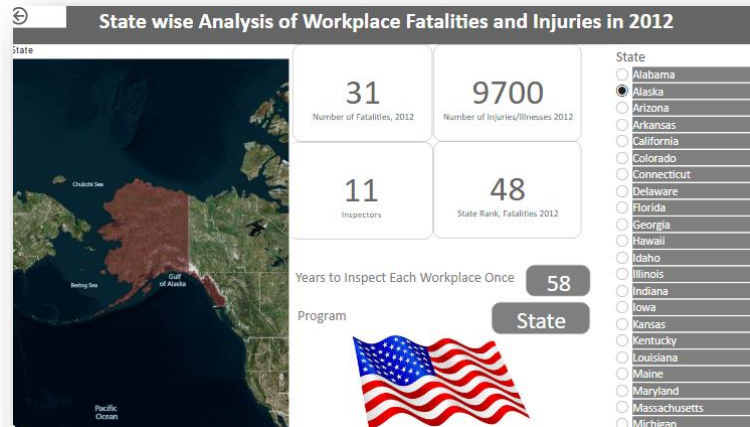 State wise Analysis of Workplace Fatalities and Injuries in 2012
State
Chukchi Sea
Bering Sea
Gulf
of Alaska
Pacific
Ocean
31
Number of Fatalities, 2012
9700
Number of Injuries/Illnesses 2012
11
Inspectors
48
State Rank, Fatalities 2012
Years to Inspect Each Workplace Once
58
Program
State
State
Alabama
Alaska
Arizona
Arkansas
California
Colorado
Connecticut
Delaware
Florida
Georgia
Hawaii
Idaho
Illinois
Indiana
Iowa
Kansas
Kentucky
Louisiana
Maine
Maryland
Massachusetts
Michigan